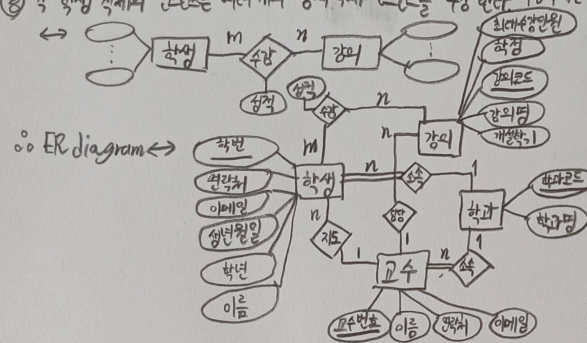 학생 m 수강 n 강의
성적
최대수강인원
학점
강의코드
강의명
개설학기
성적
수강 n
강의
m n
∴ ER diagram ↔
학번
연락처
이메일
생년월일
학년
이름
학생 n 소속 1
학과
학과코드
학과명
n 담당 1
지도 1
교수 n 소속 1
교수번호 이름 연락처 이메일